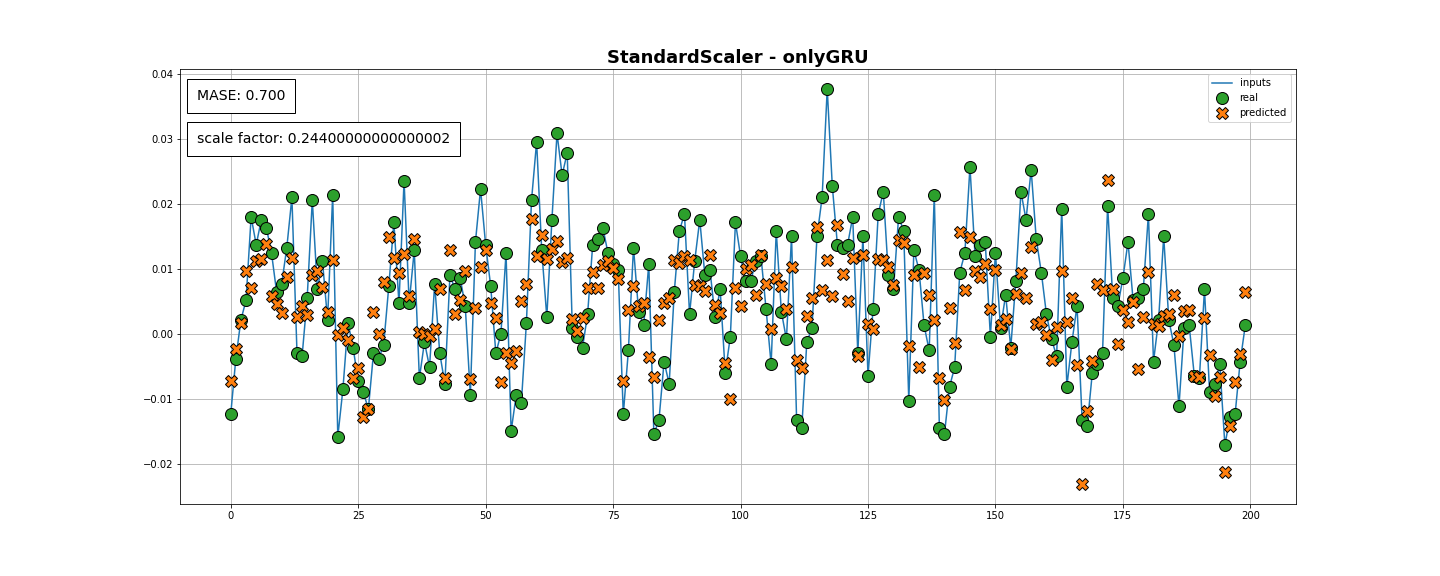 StandardScaler - onlyGRU
MASE: 0.700
scale factor: 0.24400000000000002
inputs
real
predicted
0.04
0.03
0.02
0.01
0.00
−0.01
−0.02
0 25 50 75 100 125 150 175 200